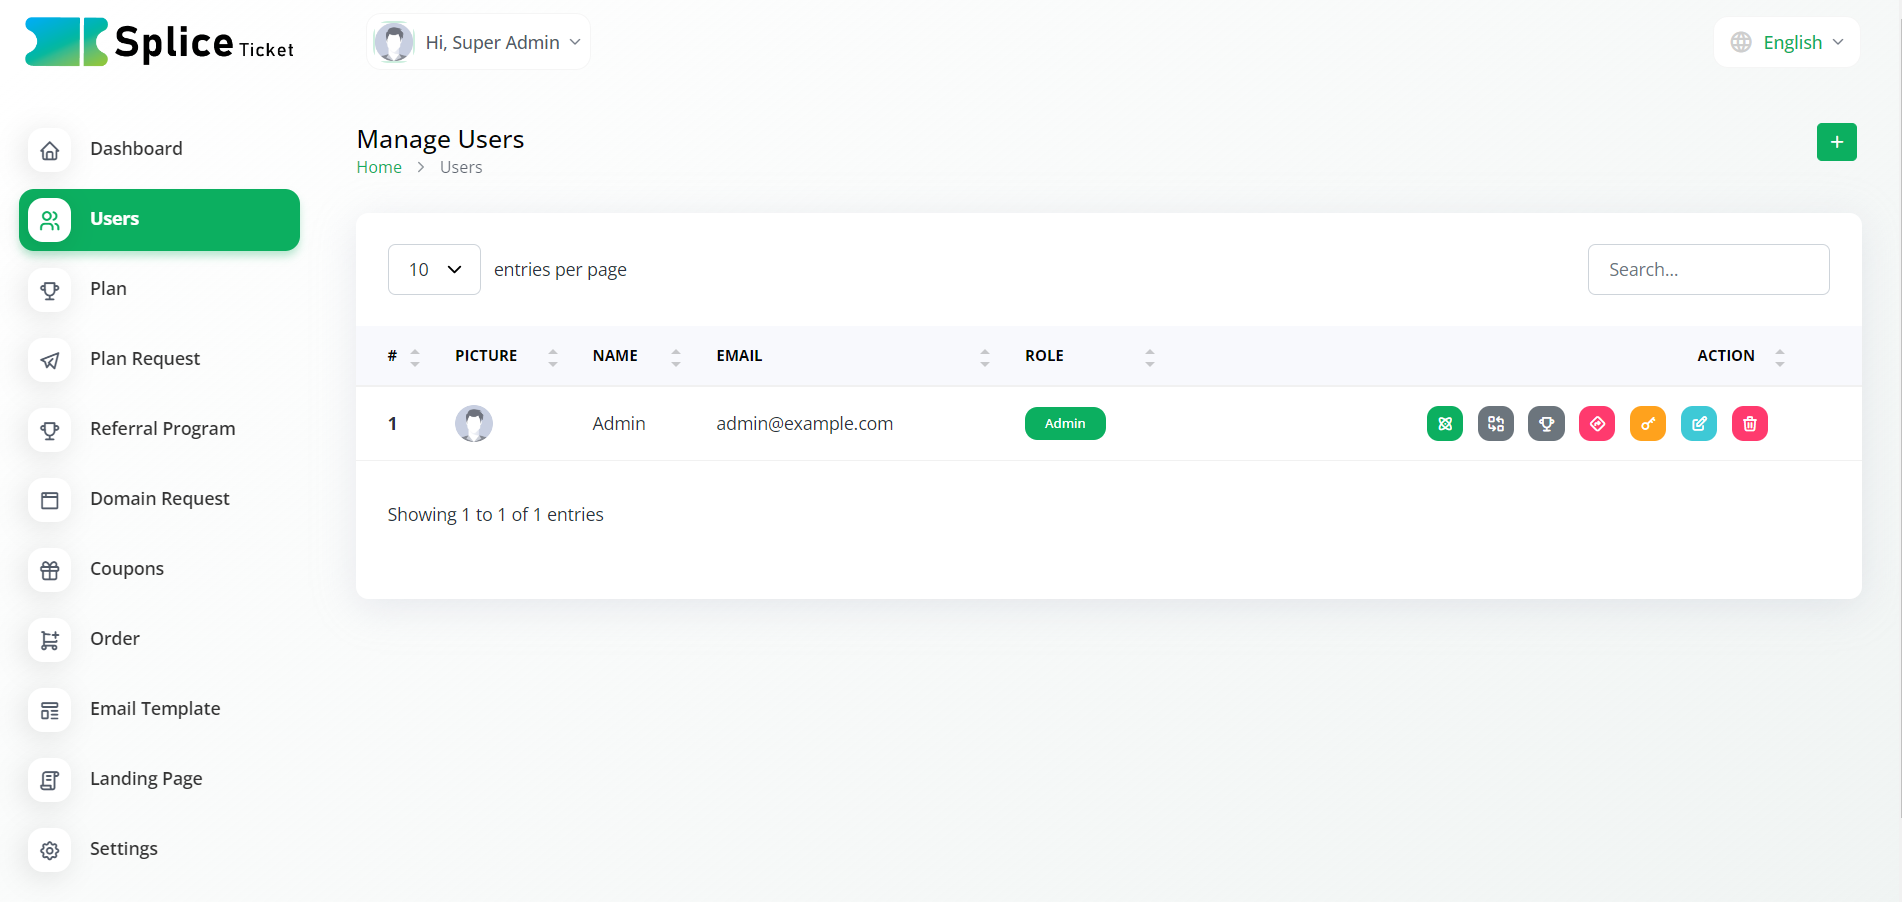 Splice Ticket
Hi, Super Admin
English
Dashboard
Users
Plan
Plan Request
Referral Program
Domain Request
Coupons
Order
Email Template
Landing Page
Settings
Manage Users
Home > Users
+
10 entries per page
Search...
# PICTURE NAME EMAIL ROLE ACTION
1 Admin admin@example.com Admin
Showing 1 to 1 of 1 entries